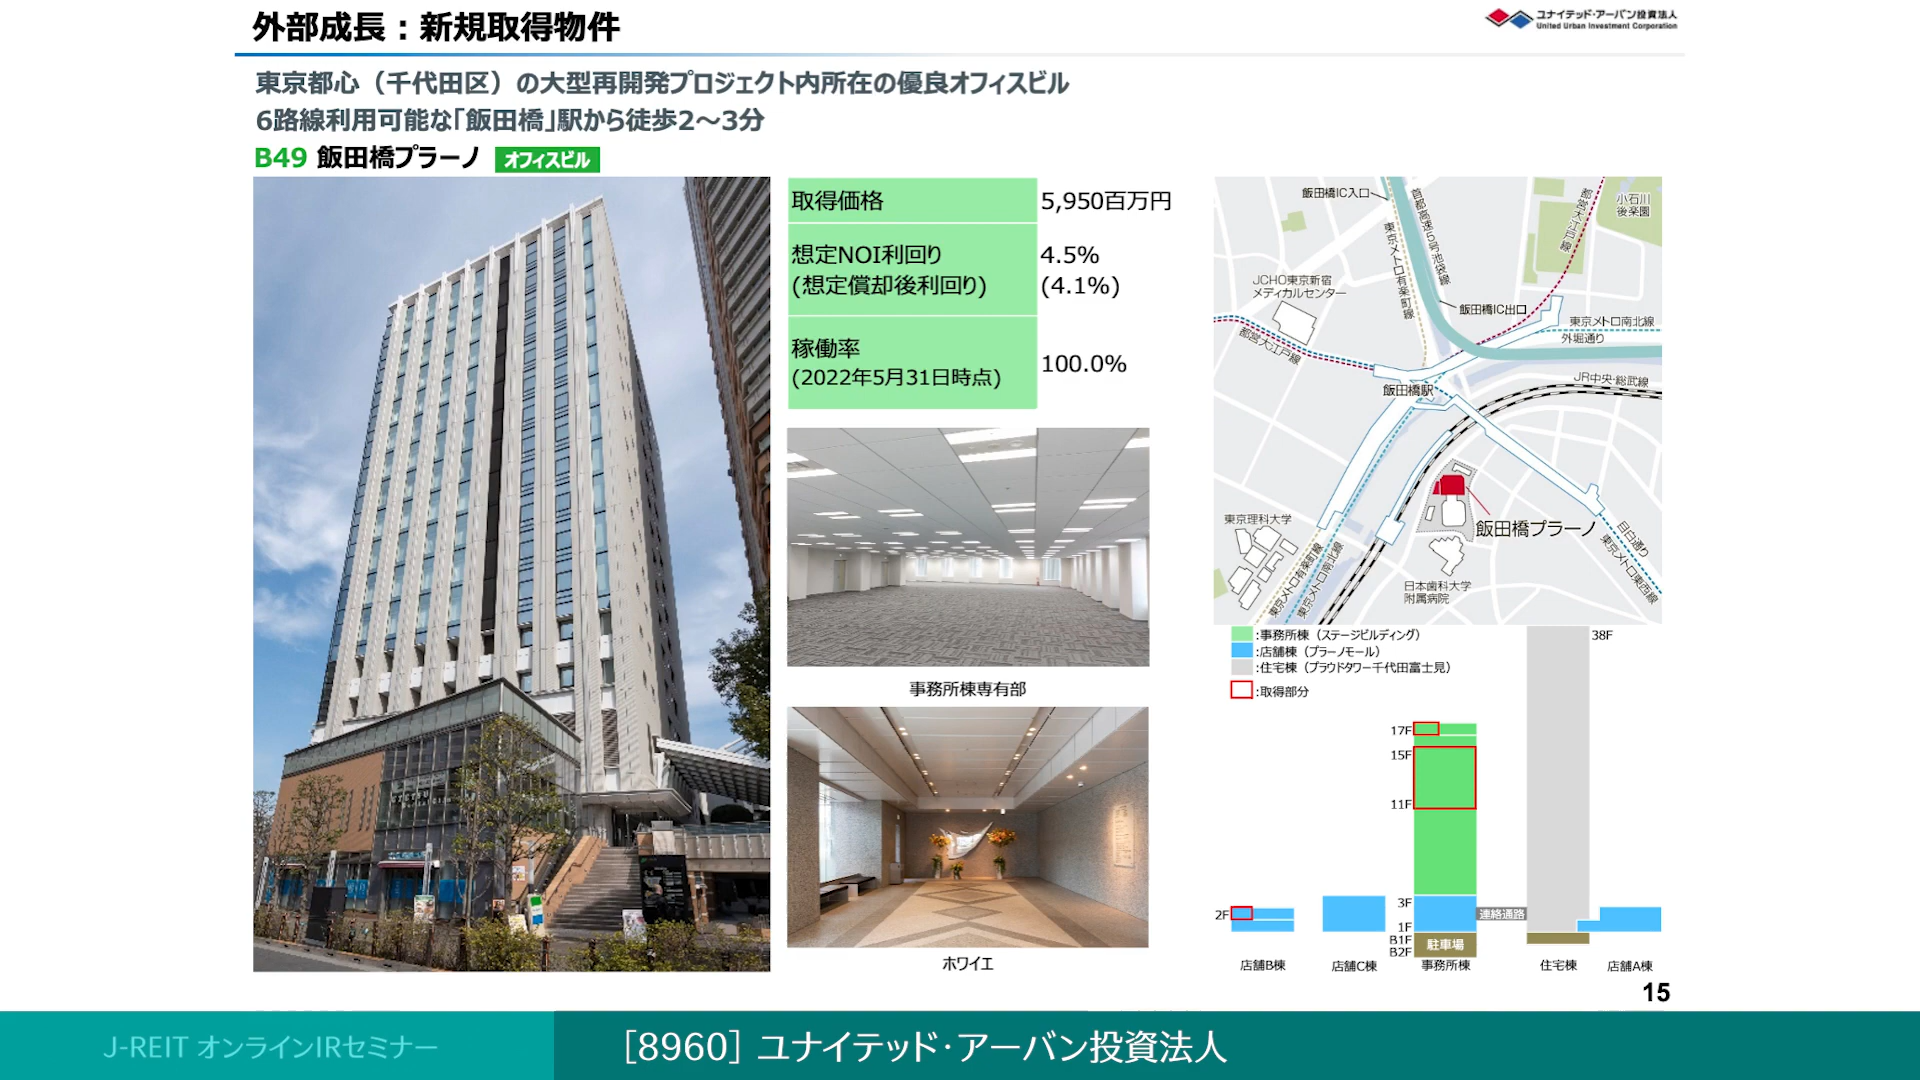 外部成長：新規取得物件
ユナイテッド・アーバン投資法人
United Urban Investment Corporation
東京都心（千代田区）の大型再開発プロジェクト内所在の優良オフィスビル
6路線利用可能な「飯田橋」駅から徒歩2～3分
B49 飯田橋プラーノ オフィスビル
取得価格 5,950百万円
想定NOI利回り 4.5%
(想定償却後利回り) (4.1%)
稼働率
(2022年5月31日時点)
100.0%
事務所棟専有部
ホワイエ
飯田橋IC入口
首都高速5号池袋線
東京メトロ有楽町線
都営大江戸線
小石川
後楽園
JCHO東京新宿
メディカルセンター
飯田橋IC出口
東京メトロ南北線
外堀通り
都営大江戸線
JR中央・総武線
飯田橋駅
東京理科大学
飯田橋プラーノ
目白通り
東京メトロ東西線
東京メトロ有楽町線
東京メトロ南北線
日本歯科大学
附属病院
:事務所棟（ステージビルディング）
:店舗棟（プラーノモール）
:住宅棟（プラウドタワー千代田富士見）
:取得部分
38F
17F
15F
11F
3F
2F
1F
B1F
B2F
連絡通路
駐車場
店舗B棟
店舗C棟
事務所棟
住宅棟
店舗A棟
15
J-REIT オンラインIRセミナー
［8960］ユナイテッド・アーバン投資法人